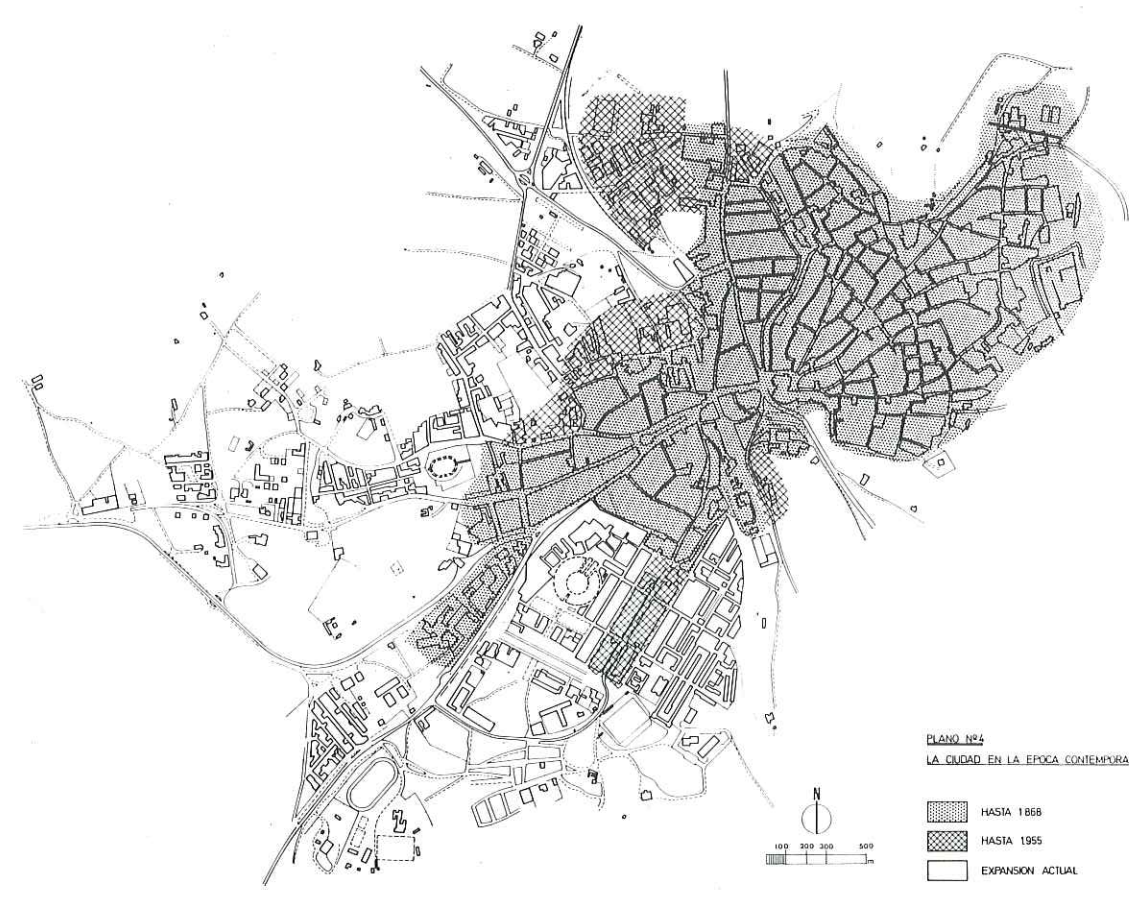 PLANO Nº4
LA CIUDAD EN LA EPOCA CONTEMPORA
HASTA 1868
HASTA 1955
EXPANSION ACTUAL
N
100 200 300 500
m